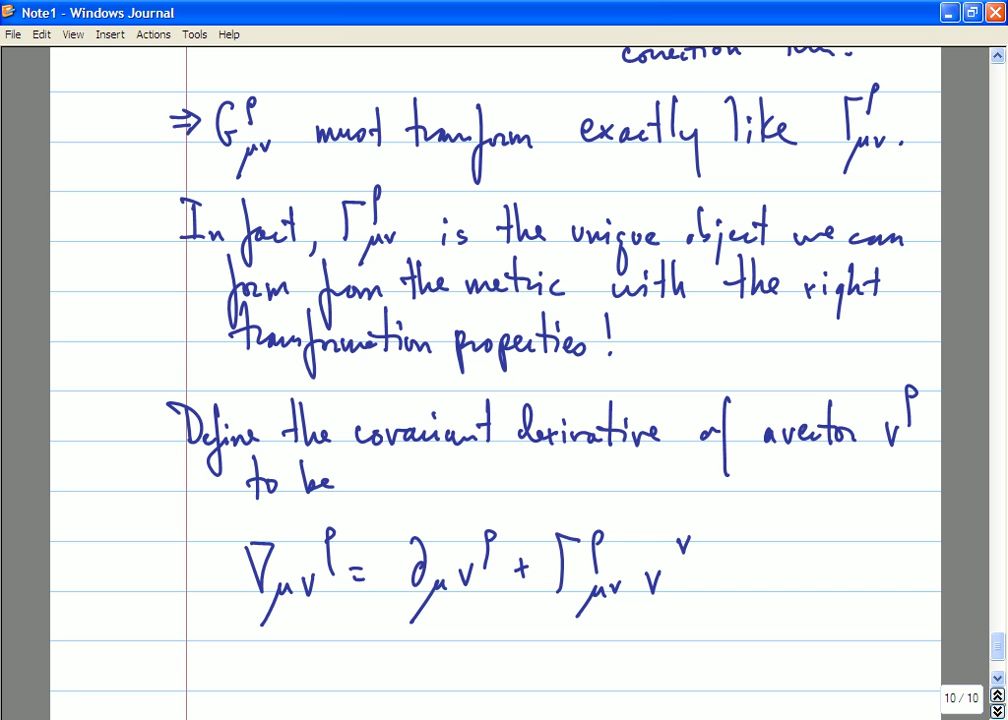 Note1 - Windows Journal
File Edit View Insert Actions Tools Help
⇒ G^ρ_μν must transform exactly like Γ^ρ_μν.
In fact, Γ^ρ_μν is the unique object we can
form from the metric with the right
transformation properties!
Define the covariant derivative of a vector v^ρ
to be
∇_μ v^ρ = ∂_μ v^ρ + Γ^ρ_μν v^ν
10 / 10